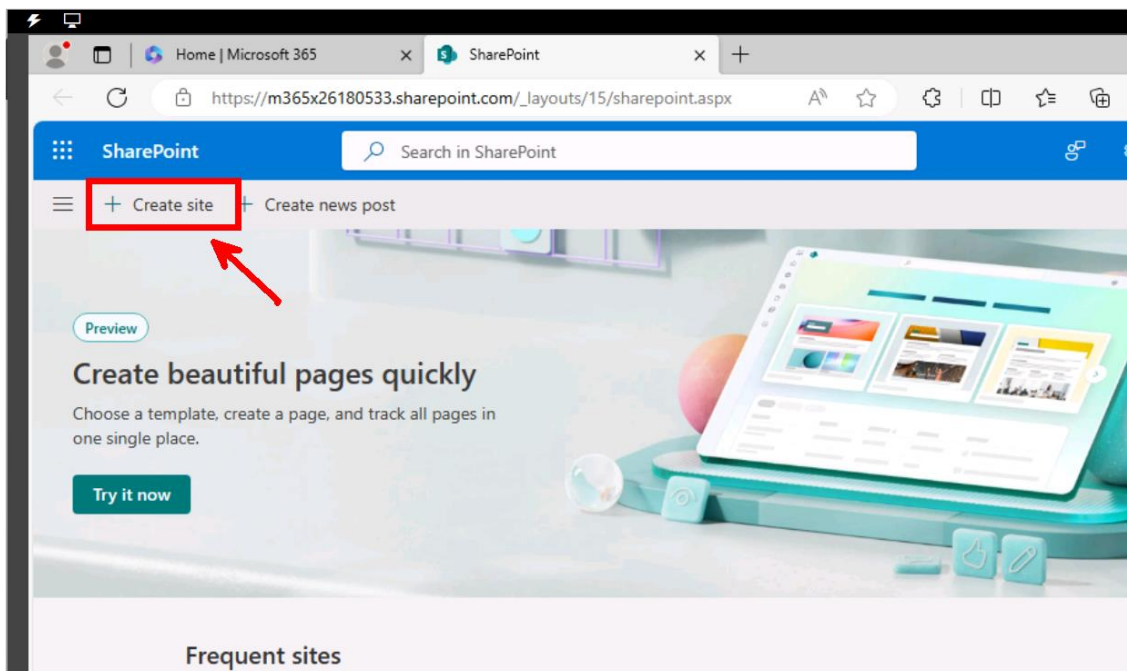 Home | Microsoft 365
SharePoint
https://m365x26180533.sharepoint.com/_layouts/15/sharepoint.aspx
SharePoint
Search in SharePoint
+ Create site
+ Create news post
Preview
Create beautiful pages quickly
Choose a template, create a page, and track all pages in
one single place.
Try it now
Frequent sites